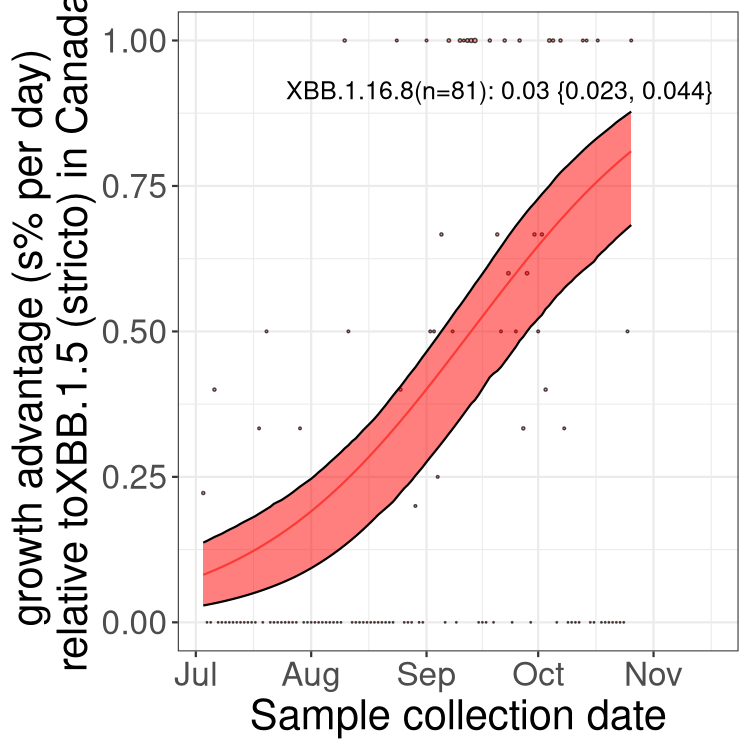 growth advantage (s% per day)
relative toXBB.1.5 (stricto) in Canada
1.00
0.75
0.50
0.25
0.00
XBB.1.16.8(n=81): 0.03 {0.023, 0.044}
Jul Aug Sep Oct Nov
Sample collection date